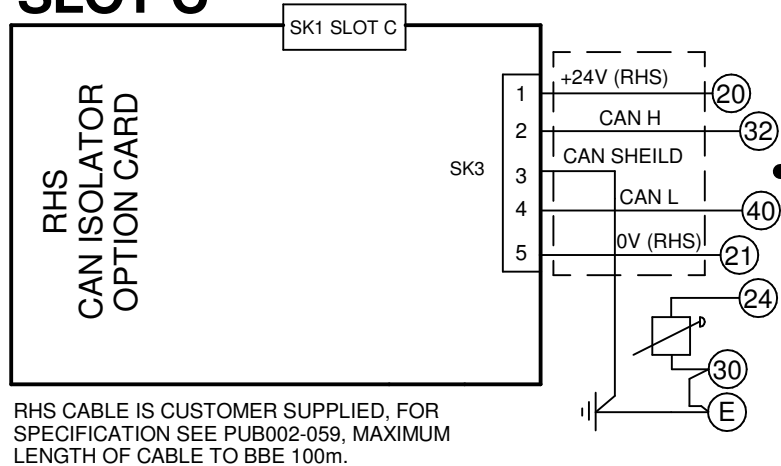 SLOT C
SK1 SLOT C
RHS
CAN ISOLATOR
OPTION CARD
SK3
1
+24V (RHS)
20
2
CAN H
32
3
CAN SHEILD
4
CAN L
40
5
0V (RHS)
21
24
30
E
RHS CABLE IS CUSTOMER SUPPLIED, FOR
SPECIFICATION SEE PUB002-059, MAXIMUM
LENGTH OF CABLE TO BBE 100m.